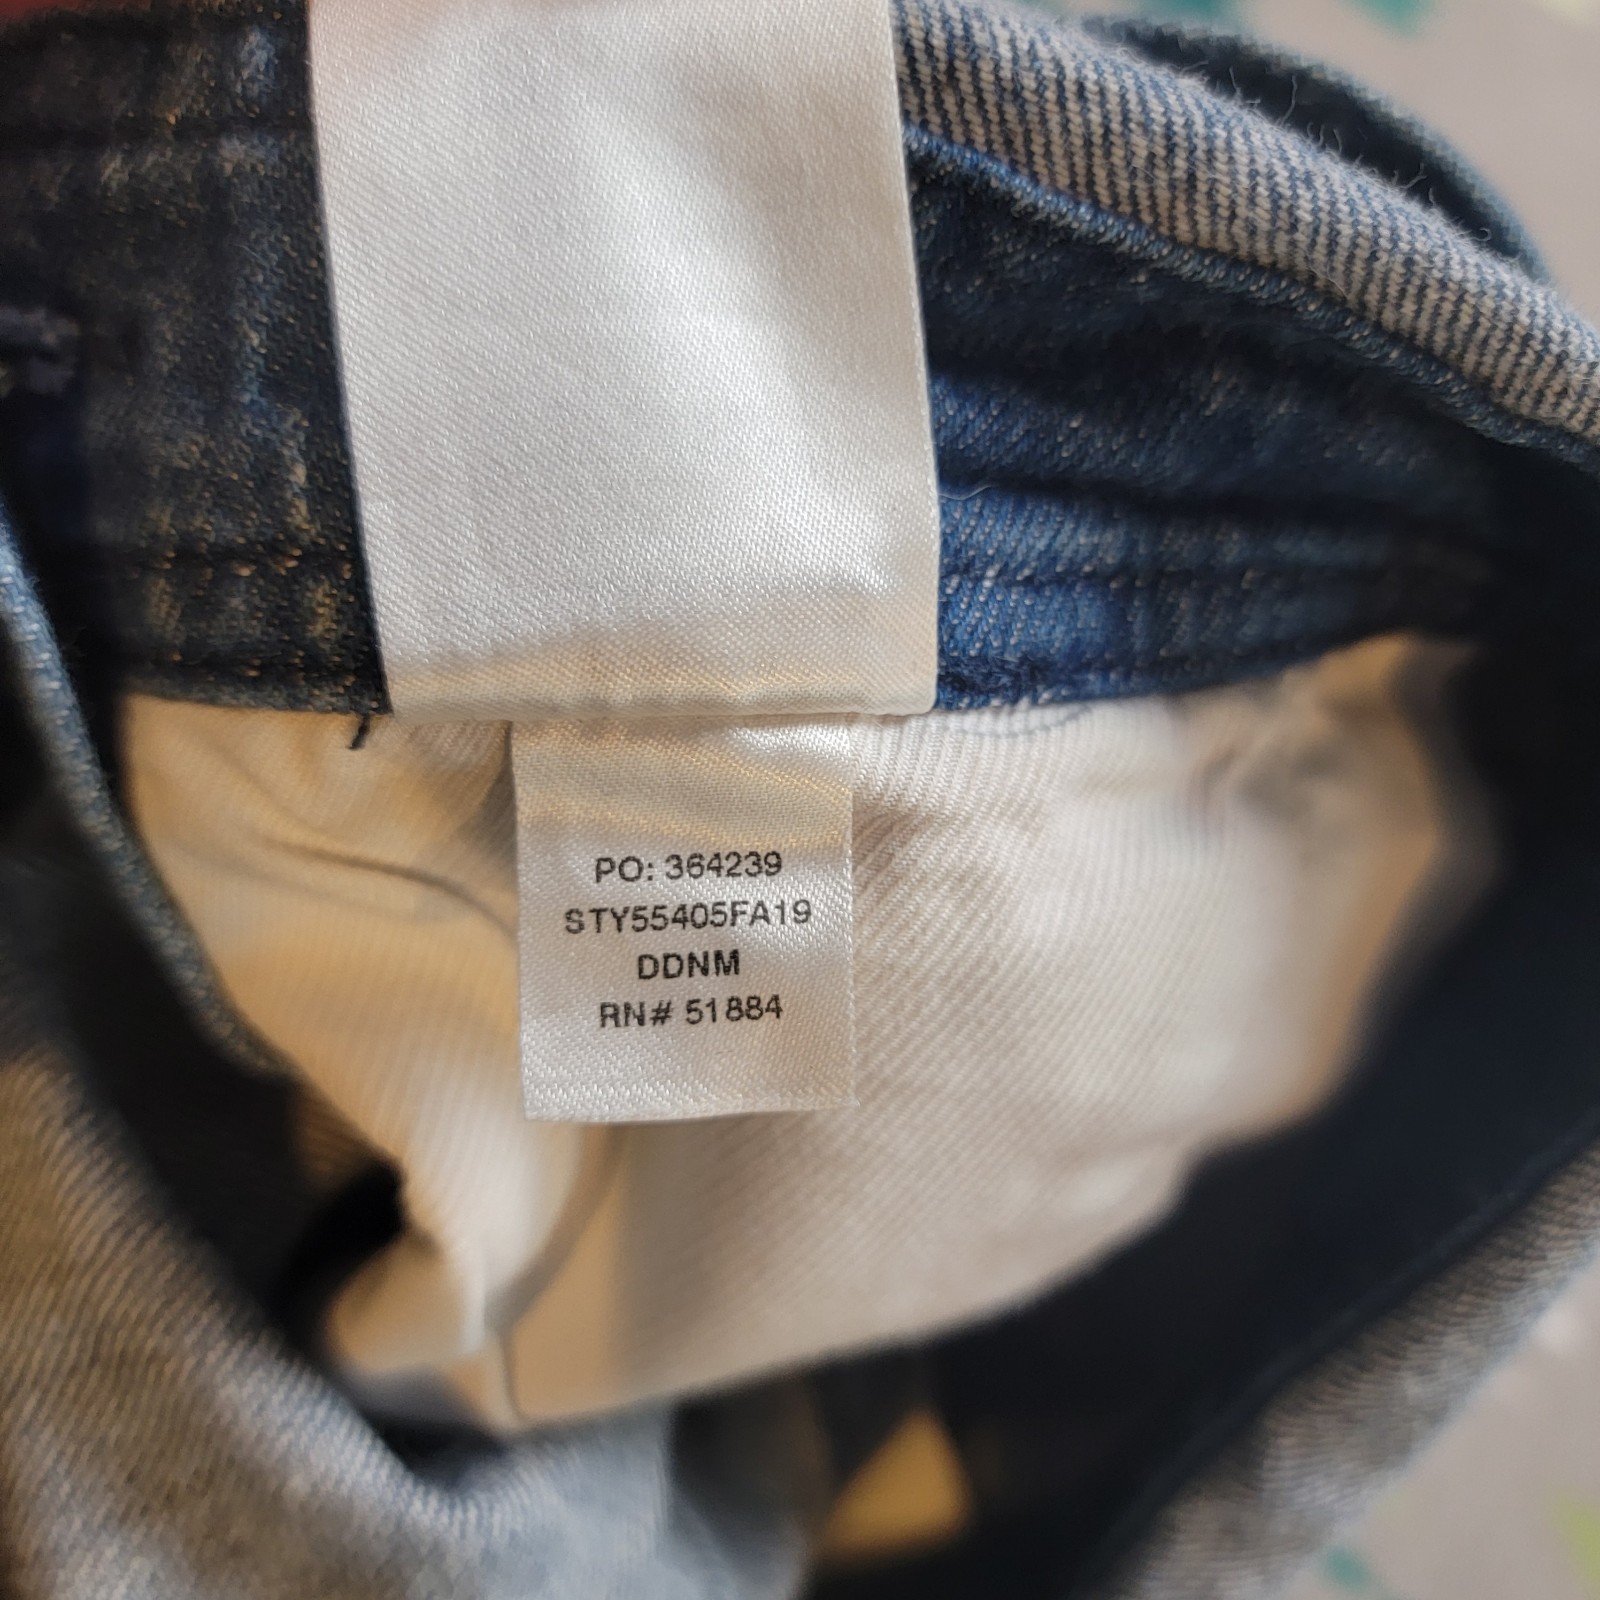 PO: 364239
STY55405FA19
DDNM
RN# 51884